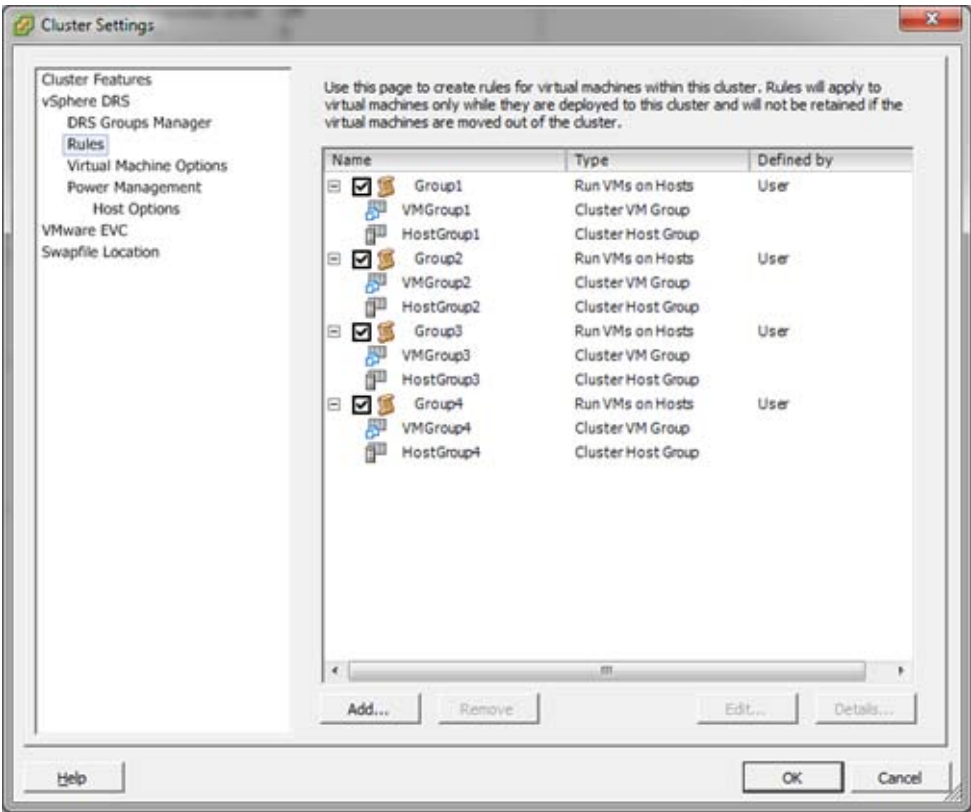 Cluster Settings
Cluster Features
vSphere DRS
DRS Groups Manager
Rules
Virtual Machine Options
Power Management
Host Options
VMware EVC
Swapfile Location
Use this page to create rules for virtual machines within this cluster. Rules will apply to
virtual machines only while they are deployed to this cluster and will not be retained if the
virtual machines are moved out of the cluster.
Name Type Defined by
Group1 Run VMs on Hosts User
VMGroup1 Cluster VM Group
HostGroup1 Cluster Host Group
Group2 Run VMs on Hosts User
VMGroup2 Cluster VM Group
HostGroup2 Cluster Host Group
Group3 Run VMs on Hosts User
VMGroup3 Cluster VM Group
HostGroup3 Cluster Host Group
Group4 Run VMs on Hosts User
VMGroup4 Cluster VM Group
HostGroup4 Cluster Host Group
Add... Remove Edit... Details...
Help OK Cancel